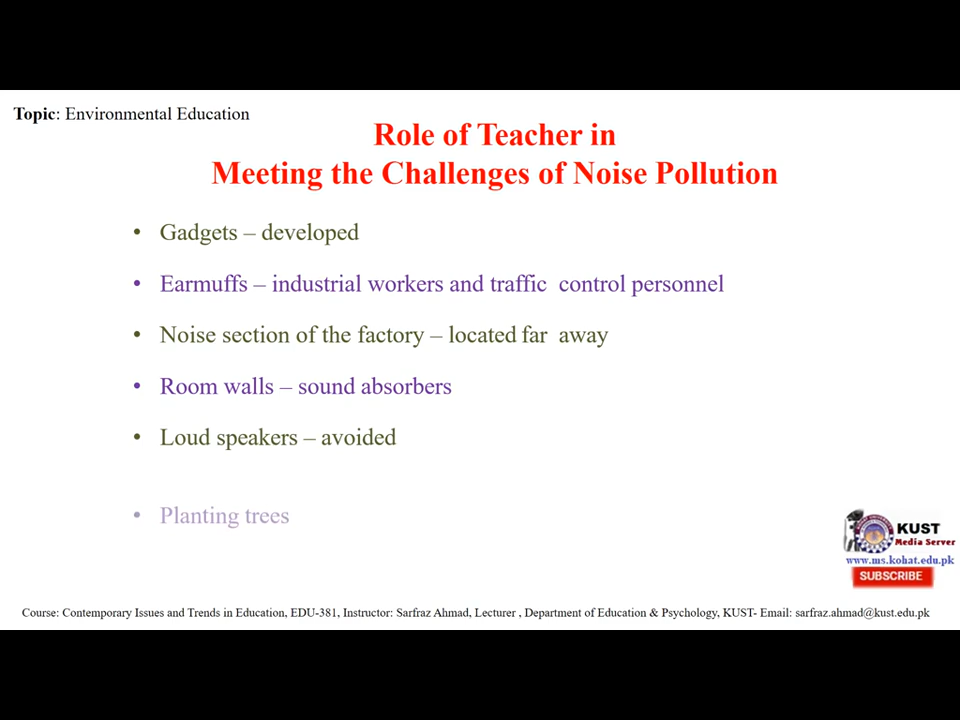 Topic: Environmental Education
Role of Teacher in
Meeting the Challenges of Noise Pollution
• Gadgets – developed
• Earmuffs – industrial workers and traffic control personnel
• Noise section of the factory – located far away
• Room walls – sound absorbers
• Loud speakers – avoided
• Planting trees
KUST
Media Server
www.ms.kohat.edu.pk
SUBSCRIBE
Course: Contemporary Issues and Trends in Education, EDU-381, Instructor: Sarfraz Ahmad, Lecturer , Department of Education & Psychology, KUST- Email: sarfraz.ahmad@kust.edu.pk